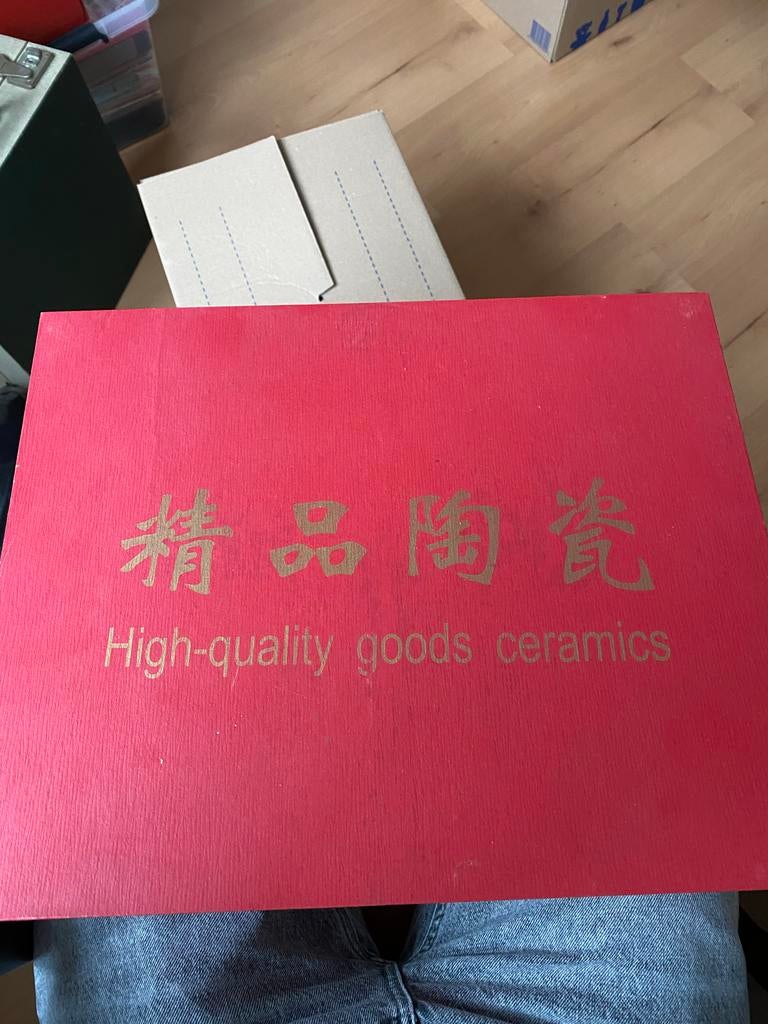 精品陶瓷
High-quality goods ceramics